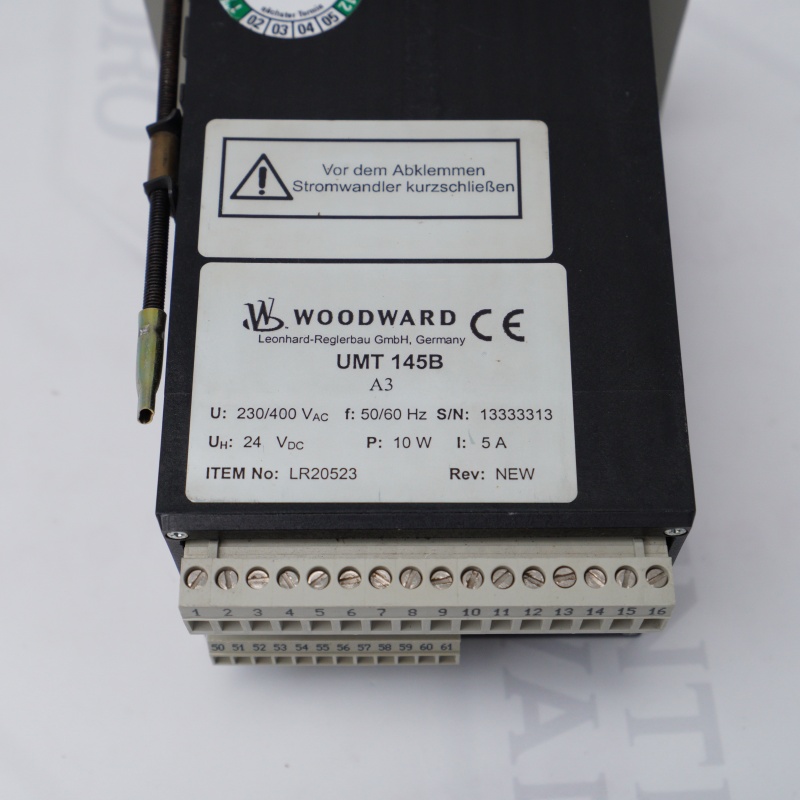 nächster Termin
02 03 04 05
12
Vor dem Abklemmen
Stromwandler kurzschließen
WOODWARD CE
Leonhard-Reglerbau GmbH, Germany
UMT 145B
A3
U: 230/400 VAC f: 50/60 Hz S/N: 13333313
UH: 24 VDC P: 10 W I: 5 A
ITEM No: LR20523 Rev: NEW
1 2 3 4 5 6 7 8 9 10 11 12 13 14 15 16
50 51 52 53 54 55 56 57 58 59 60 61